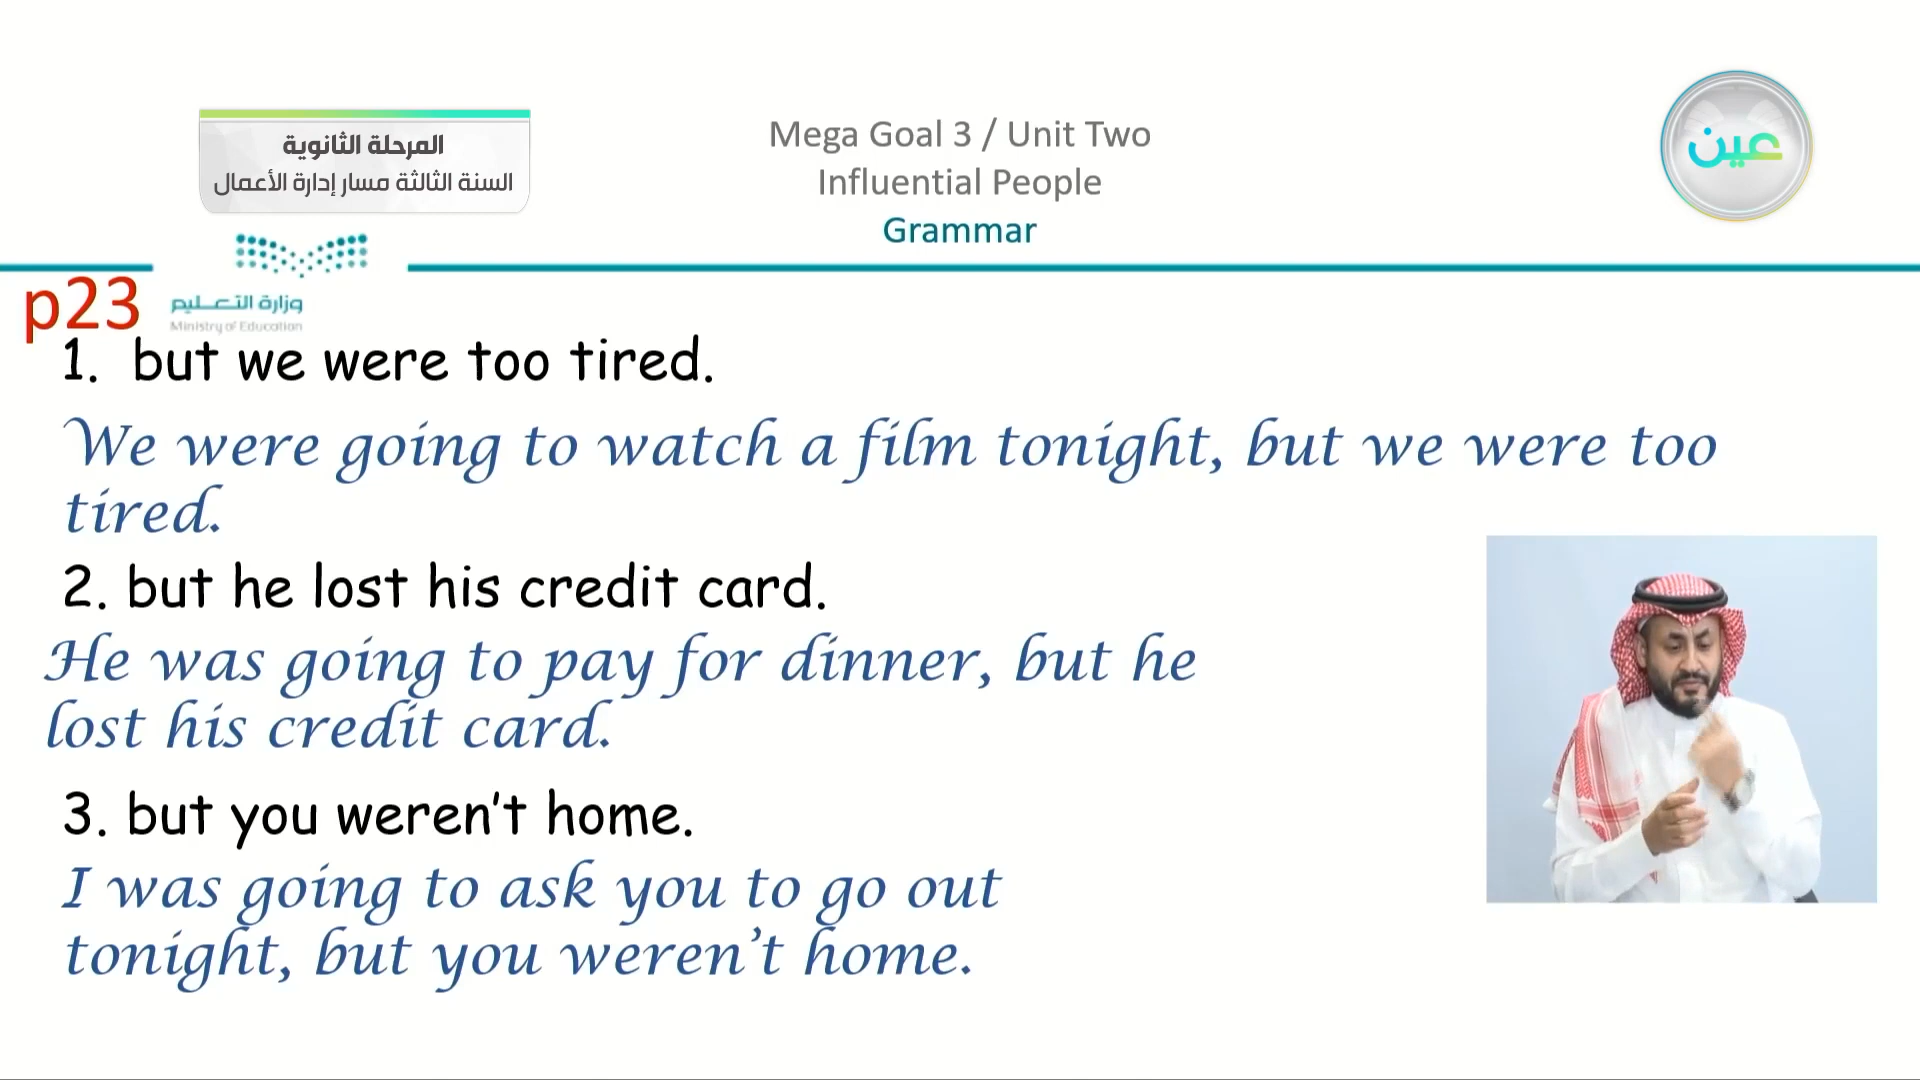 المرحلة الثانوية
السنة الثالثة مسار إدارة الأعمال
Mega Goal 3 / Unit Two
Influential People
Grammar
عين
p23
وزارة التعليم
Ministry of Education
1. but we were too tired.
We were going to watch a film tonight, but we were too
tired.
2. but he lost his credit card.
He was going to pay for dinner, but he
lost his credit card.
3. but you weren’t home.
I was going to ask you to go out
tonight, but you weren’t home.